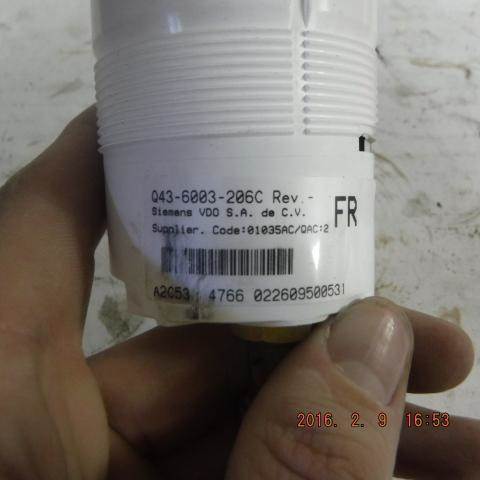 Q43-6003-206C Rev.-
Siemens VDO S.A. de C.V.
Supplier. Code:01035AC/QAC:2
FR
A2C53 4766 022609500531
2016. 2. 9 16:53